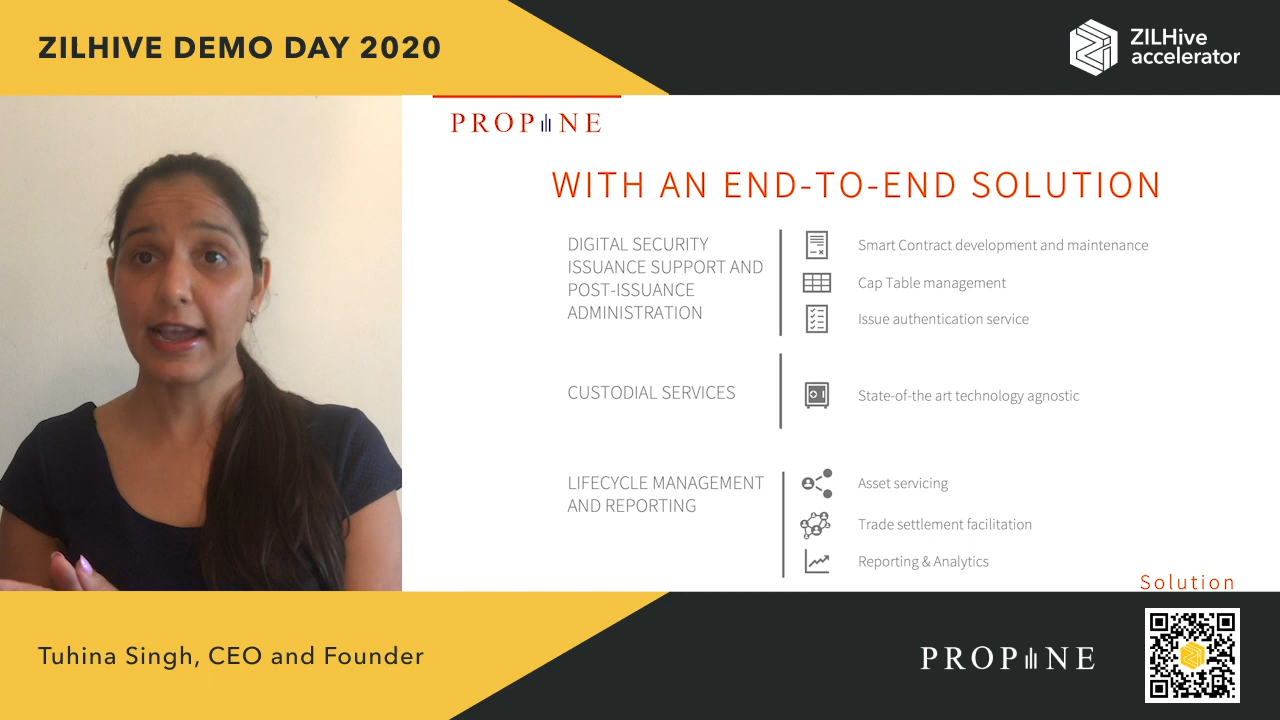 ZILHIVE DEMO DAY 2020
ZILHive
accelerator
PROPINE
WITH AN END-TO-END SOLUTION
DIGITAL SECURITY
ISSUANCE SUPPORT AND
POST-ISSUANCE
ADMINISTRATION
Smart Contract development and maintenance
Cap Table management
Issue authentication service
CUSTODIAL SERVICES
State-of-the art technology agnostic
LIFECYCLE MANAGEMENT
AND REPORTING
Asset servicing
Trade settlement facilitation
Reporting & Analytics
Solution
Tuhina Singh, CEO and Founder
PROPINE